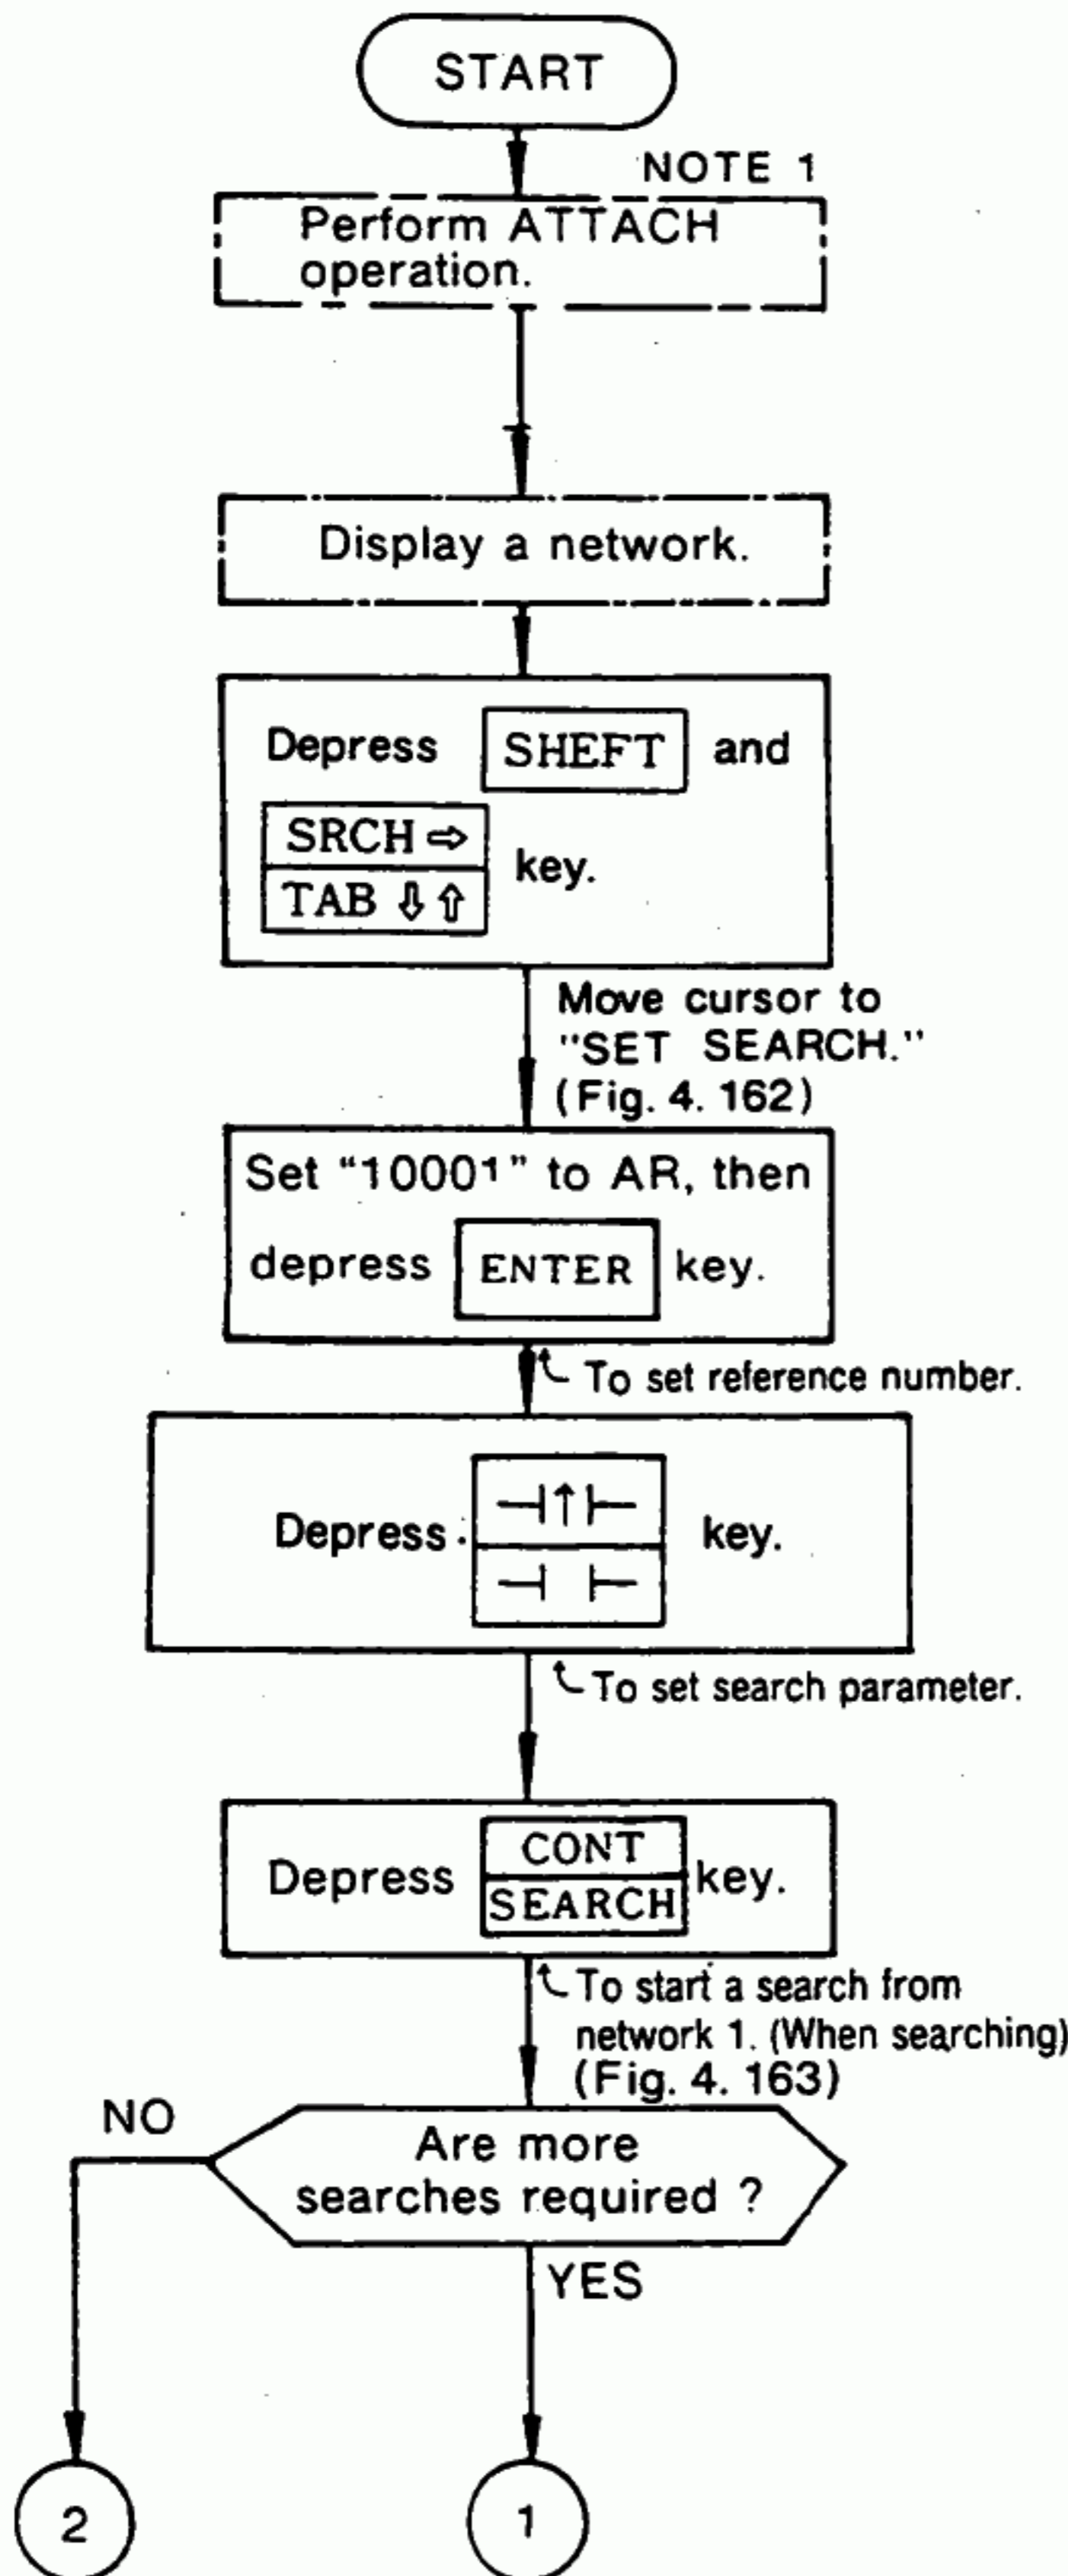 START
NOTE 1
Perform ATTACH
operation.
Display a network.
Depress SHEFT and
SRCH ⇨
TAB ⇩⇧
key.
Move cursor to
"SET SEARCH."
(Fig. 4. 162)
Set “10001” to AR, then
depress ENTER key.
To set reference number.
Depress key.
To set search parameter.
Depress
CONT
SEARCH
key.
To start a search from
network 1. (When searching)
(Fig. 4. 163)
NO
Are more
searches required ?
YES
2
1